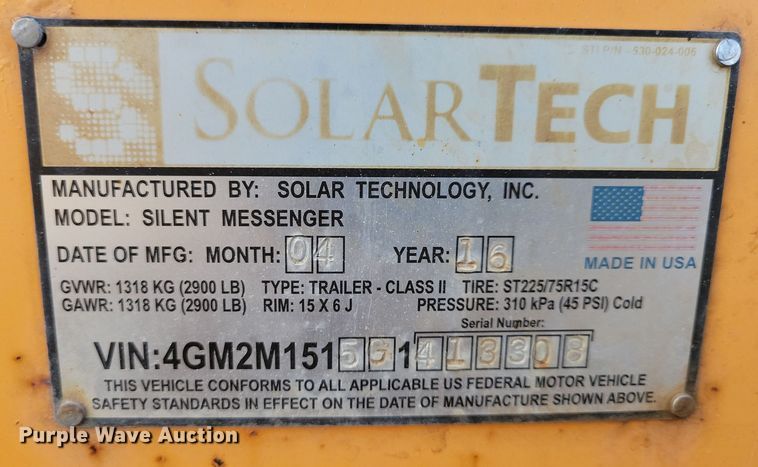 STI P/N - 530-024-006
SOLARTECH
MANUFACTURED BY: SOLAR TECHNOLOGY, INC.
MODEL: SILENT MESSENGER
DATE OF MFG: MONTH: 04 YEAR: 16
MADE IN USA
GVWR: 1318 KG (2900 LB) TYPE: TRAILER - CLASS II TIRE: ST225/75R15C
GAWR: 1318 KG (2900 LB) RIM: 15 X 6 J PRESSURE: 310 kPa (45 PSI) Cold
Serial Number:
VIN:4GM2M1515G1413308
THIS VEHICLE CONFORMS TO ALL APPLICABLE US FEDERAL MOTOR VEHICLE
SAFETY STANDARDS IN EFFECT ON THE DATE OF MANUFACTURE SHOWN ABOVE.
Purple Wave Auction